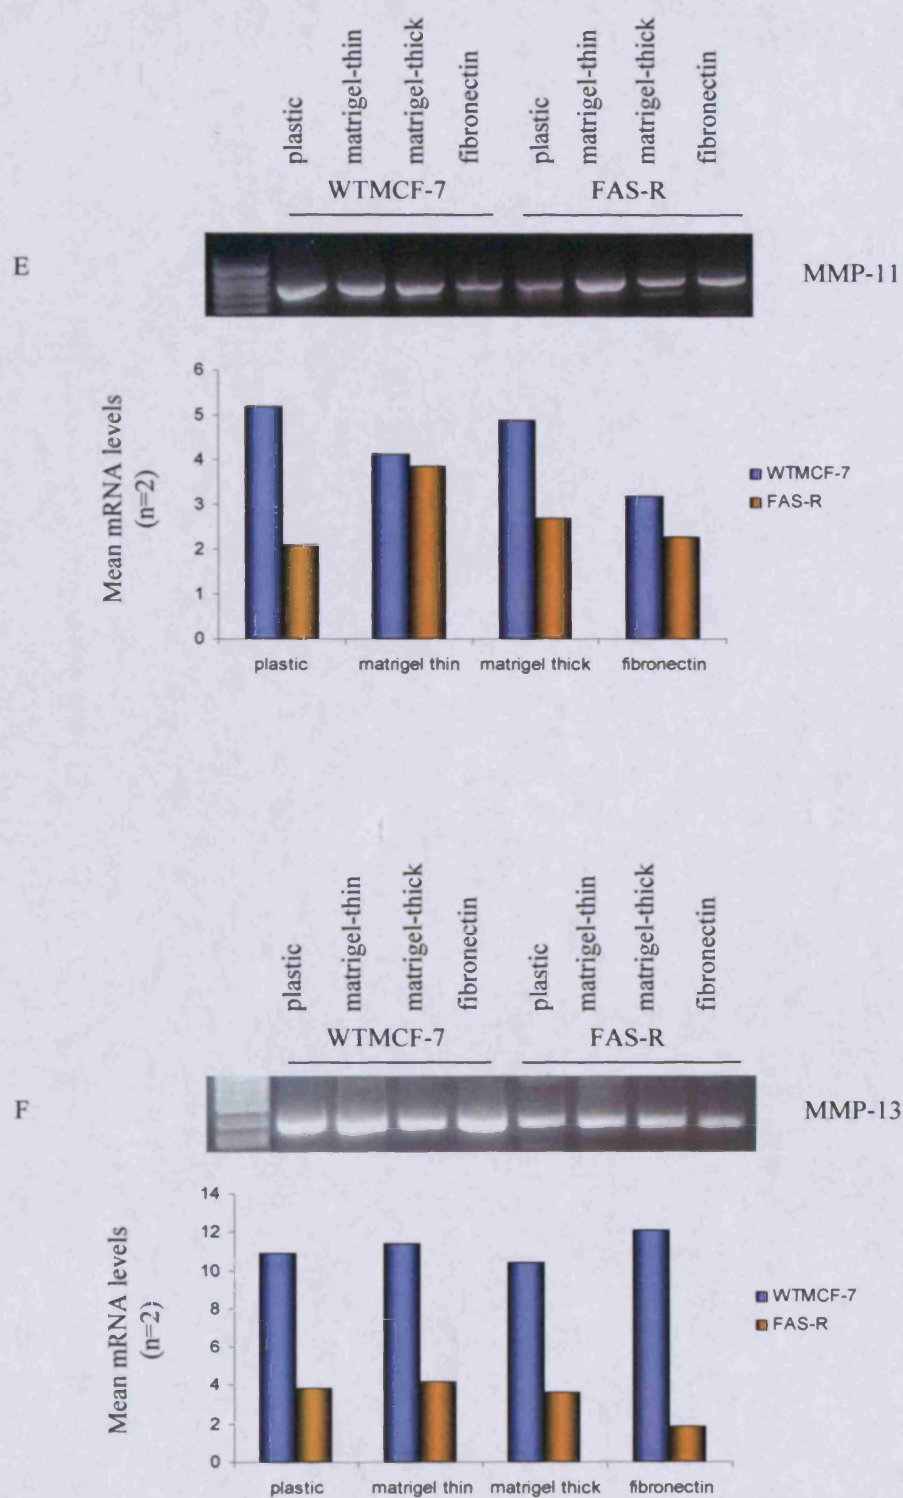 plastic
matrigel-thin
matrigel-thick
fibronectin
plastic
matrigel-thin
matrigel-thick
fibronectin
WTMCF-7
FAS-R
E
MMP-11
6
5
4
3
2
1
0
Mean mRNA levels
(n=2)
WTMCF-7
FAS-R
plastic
matrigel thin
matrigel thick
fibronectin
plastic
matrigel-thin
matrigel-thick
fibronectin
plastic
matrigel-thin
matrigel-thick
fibronectin
WTMCF-7
FAS-R
F
MMP-13
14
12
10
8
6
4
2
0
Mean mRNA levels
(n=2)
WTMCF-7
FAS-R
plastic
matrigel thin
matrigel thick
fibronectin